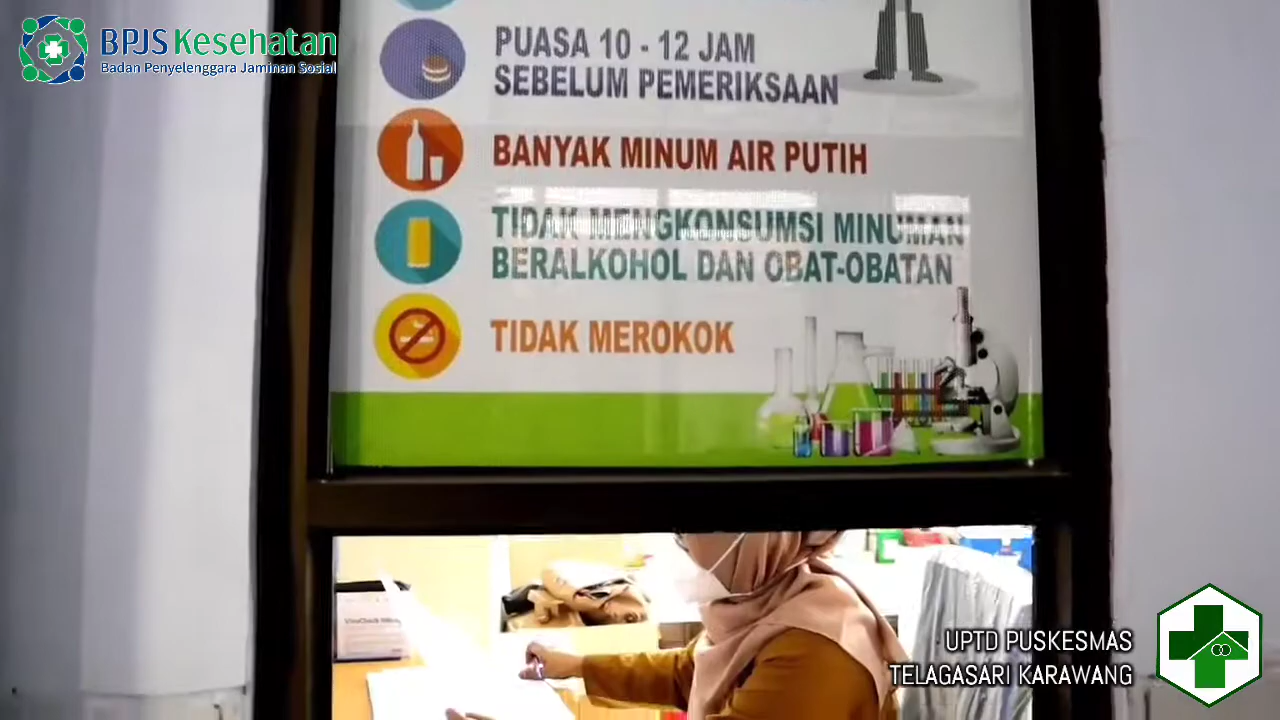 BPJS Kesehatan
Badan Penyelenggara Jaminan Sosial
PUASA 10 - 12 JAM
SEBELUM PEMERIKSAAN
BANYAK MINUM AIR PUTIH
TIDAK MENGKONSUMSI MINUMAN
BERALKOHOL DAN OBAT-OBATAN
TIDAK MEROKOK
UPTD PUSKESMAS
TELAGASARI KARAWANG